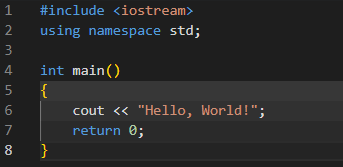 1 #include <iostream>
2 using namespace std;
3
4 int main()
5 {
6     cout << "Hello, World!";
7     return 0;
8 }